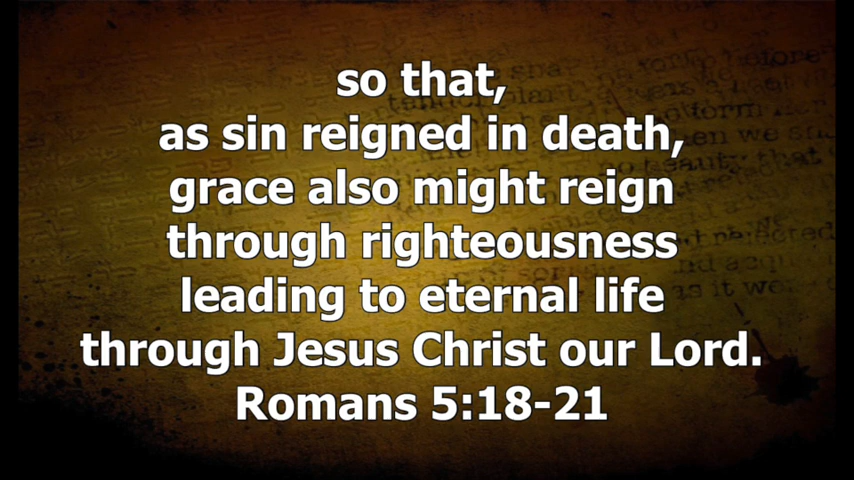 so that,
as sin reigned in death,
grace also might reign
through righteousness
leading to eternal life
through Jesus Christ our Lord.
Romans 5:18-21